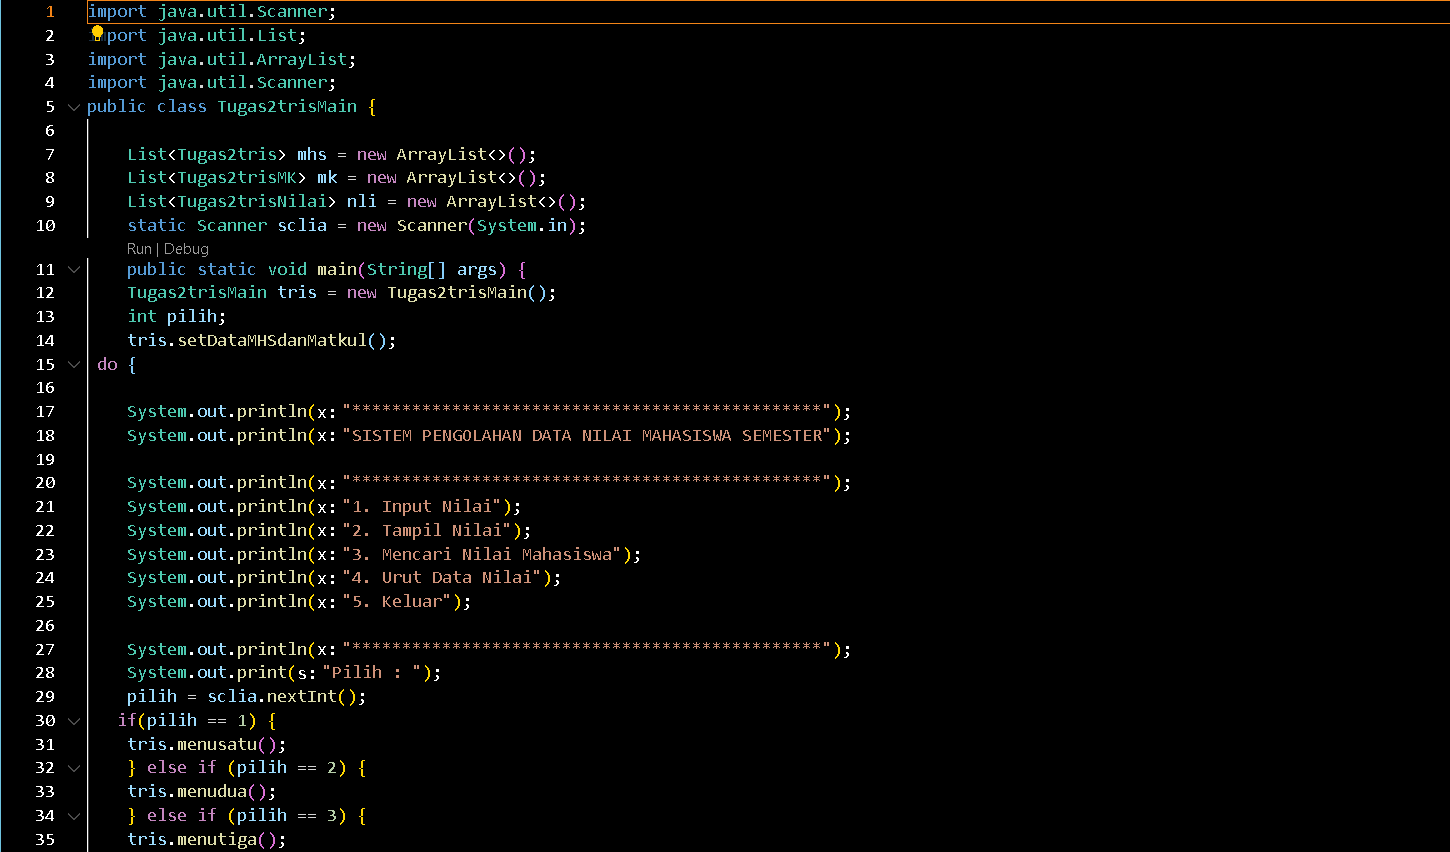 1 import java.util.Scanner;
2 import java.util.List;
3 import java.util.ArrayList;
4 import java.util.Scanner;
5 public class Tugas2trisMain {
6
7 List<Tugas2tris> mhs = new ArrayList<>();
8 List<Tugas2trisMK> mk = new ArrayList<>();
9 List<Tugas2trisNilai> nli = new ArrayList<>();
10 static Scanner sclia = new Scanner(System.in);
Run | Debug
11 public static void main(String[] args) {
12 Tugas2trisMain tris = new Tugas2trisMain();
13 int pilih;
14 tris.setDataMHSdanMatkul();
15 do {
16
17 System.out.println(x:"***********************************************");
18 System.out.println(x:"SISTEM PENGOLAHAN DATA NILAI MAHASISWA SEMESTER");
19
20 System.out.println(x:"***********************************************");
21 System.out.println(x:"1. Input Nilai");
22 System.out.println(x:"2. Tampil Nilai");
23 System.out.println(x:"3. Mencari Nilai Mahasiswa");
24 System.out.println(x:"4. Urut Data Nilai");
25 System.out.println(x:"5. Keluar");
26
27 System.out.println(x:"***********************************************");
28 System.out.print(s:"Pilih : ");
29 pilih = sclia.nextInt();
30 if(pilih == 1) {
31 tris.menusatu();
32 } else if (pilih == 2) {
33 tris.menudua();
34 } else if (pilih == 3) {
35 tris.menutiga();